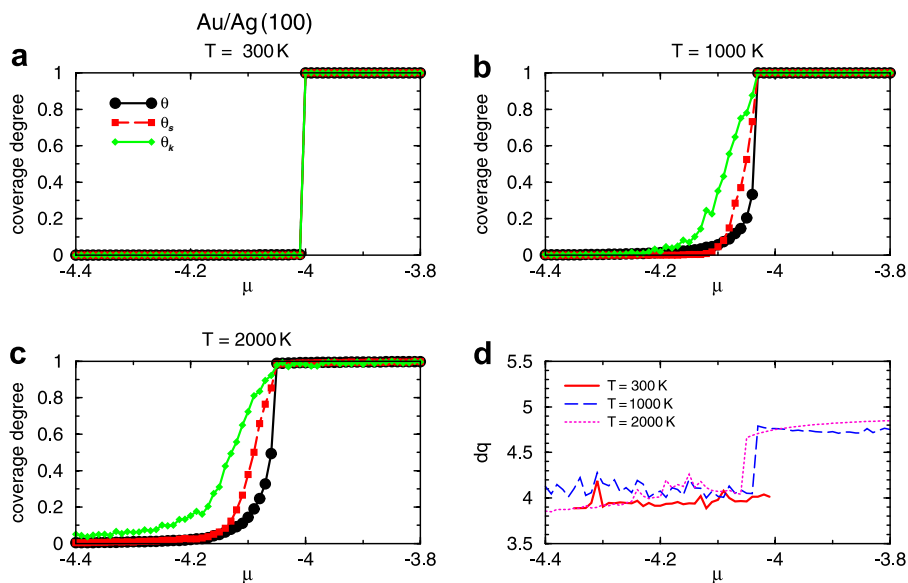 Au/Ag(100)
a
T = 300 K
coverage degree
1
0.8
0.6
0.4
0.2
0
θ
θs
θk
-4.4
-4.2
-4
-3.8
μ
b
T = 1000 K
coverage degree
1
0.8
0.6
0.4
0.2
0
-4.4
-4.2
-4
-3.8
μ
c
T = 2000 K
coverage degree
1
0.8
0.6
0.4
0.2
0
-4.4
-4.2
-4
-3.8
μ
d
dq
5.5
5
4.5
4
3.5
T = 300 K
T = 1000 K
T = 2000 K
-4.4
-4.2
-4
-3.8
μ